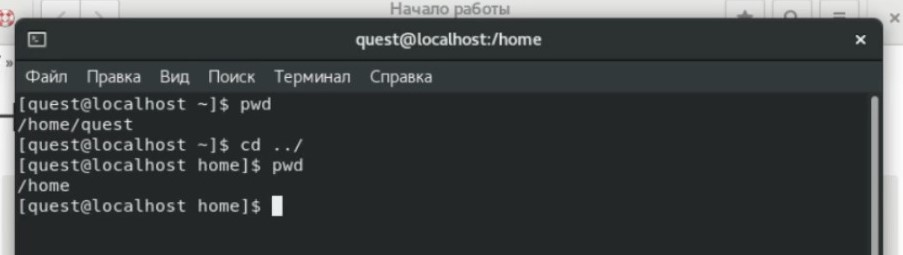 Начало работы
quest@localhost:/home
Файл Правка Вид Поиск Терминал Справка
[quest@localhost ~]$ pwd
/home/quest
[quest@localhost ~]$ cd ../
[quest@localhost home]$ pwd
/home
[quest@localhost home]$